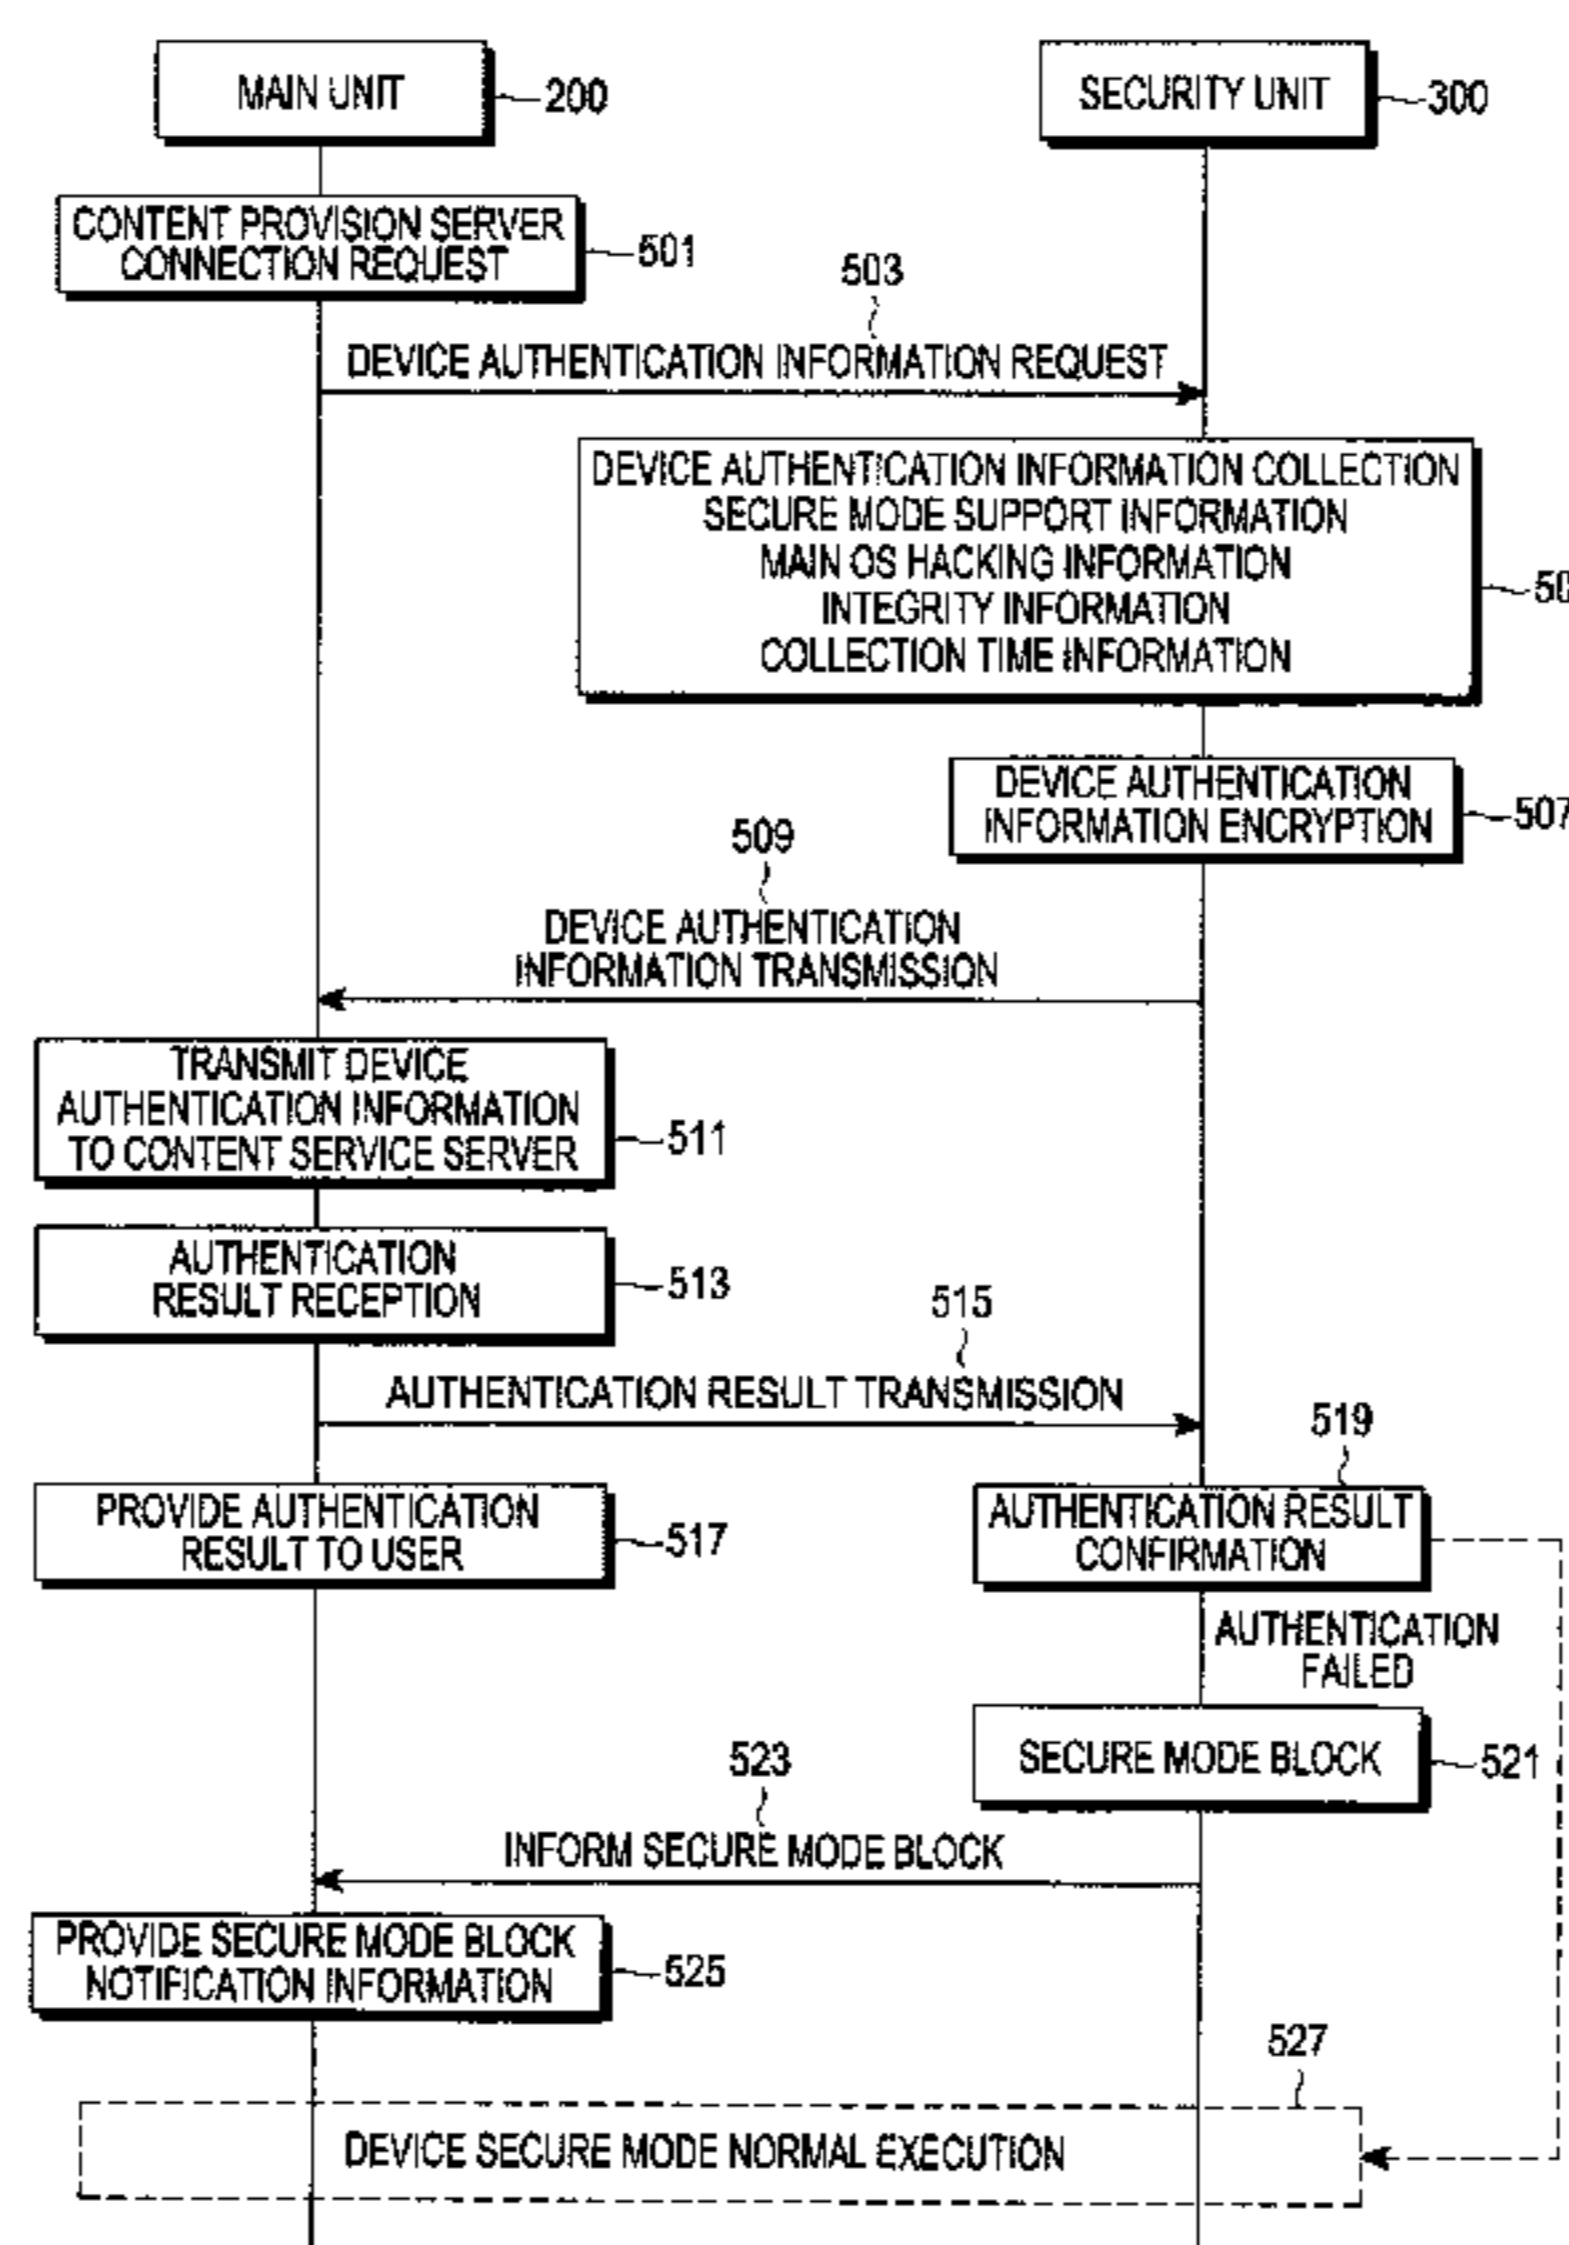 MAIN UNIT
200
SECURITY UNIT
300
CONTENT PROVISION SERVER
CONNECTION REQUEST
501
503
DEVICE AUTHENTICATION INFORMATION REQUEST
DEVICE AUTHENTICATION INFORMATION COLLECTION
SECURE MODE SUPPORT INFORMATION
MAIN OS HACKING INFORMATION
INTEGRITY INFORMATION
COLLECTION TIME INFORMATION
50
DEVICE AUTHENTICATION
INFORMATION ENCRYPTION
507
509
DEVICE AUTHENTICATION
INFORMATION TRANSMISSION
TRANSMIT DEVICE
AUTHENTICATION INFORMATION
TO CONTENT SERVICE SERVER
511
AUTHENTICATION
RESULT RECEPTION
513
515
AUTHENTICATION RESULT TRANSMISSION
PROVIDE AUTHENTICATION
RESULT TO USER
517
519
AUTHENTICATION RESULT
CONFIRMATION
AUTHENTICATION
FAILED
SECURE MODE BLOCK
521
523
INFORM SECURE MODE BLOCK
PROVIDE SECURE MODE BLOCK
NOTIFICATION INFORMATION
525
527
DEVICE SECURE MODE NORMAL EXECUTION